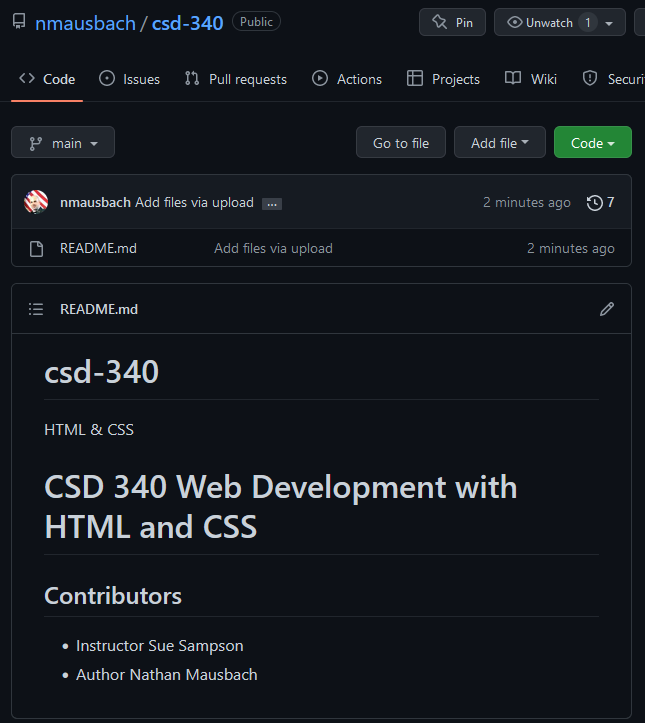 nmausbach / csd-340 Public
Pin
Unwatch 1
Code Issues Pull requests Actions Projects Wiki Securi
main Go to file Add file Code
nmausbach Add files via upload ... 2 minutes ago 7
README.md Add files via upload 2 minutes ago
README.md
csd-340
HTML & CSS
CSD 340 Web Development with
HTML and CSS
Contributors
• Instructor Sue Sampson
• Author Nathan Mausbach